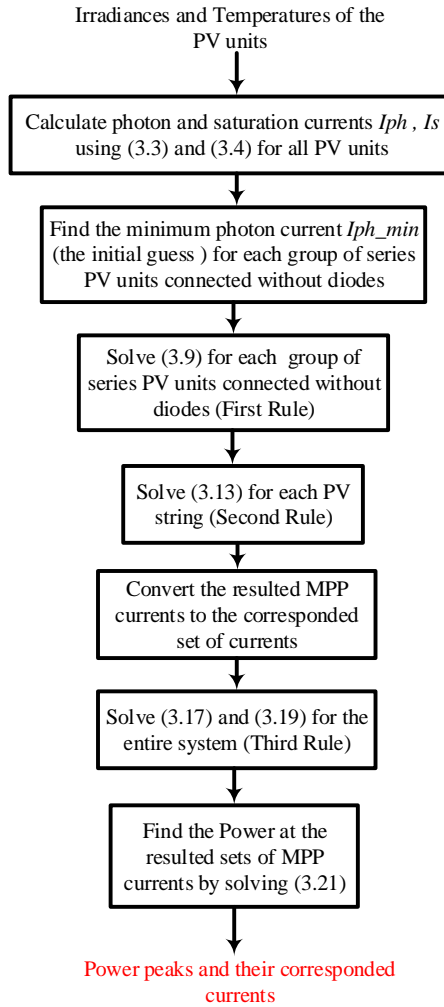 Irradiances and Temperatures of the
PV units
Calculate photon and saturation currents Iph , Is
using (3.3) and (3.4) for all PV units
Find the minimum photon current Iph_min
(the initial guess ) for each group of series
PV units connected without diodes
Solve (3.9) for each group of
series PV units connected without
diodes (First Rule)
Solve (3.13) for each PV
string (Second Rule)
Convert the resulted MPP
currents to the corresponded
set of currents
Solve (3.17) and (3.19) for the
entire system (Third Rule)
Find the Power at the
resulted sets of MPP
currents by solving (3.21)
Power peaks and their corresponded
currents